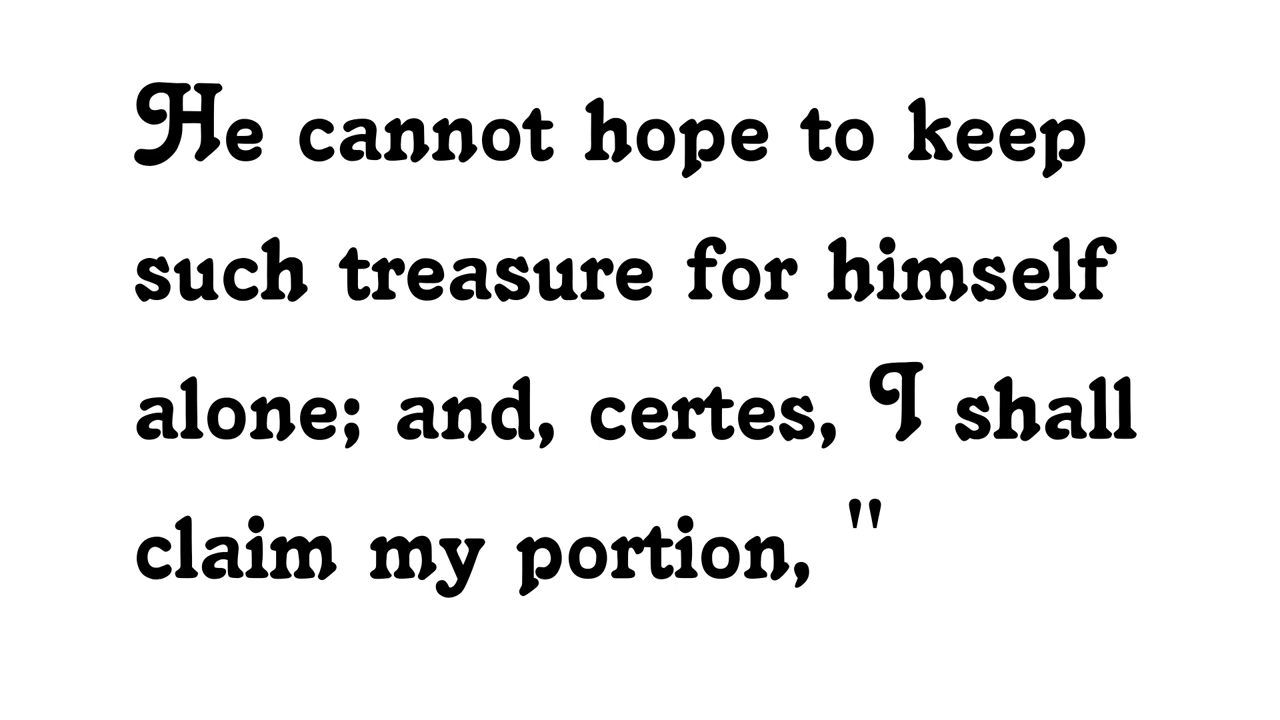 He cannot hope to keep
such treasure for himself
alone; and, certes, I shall
claim my portion, "